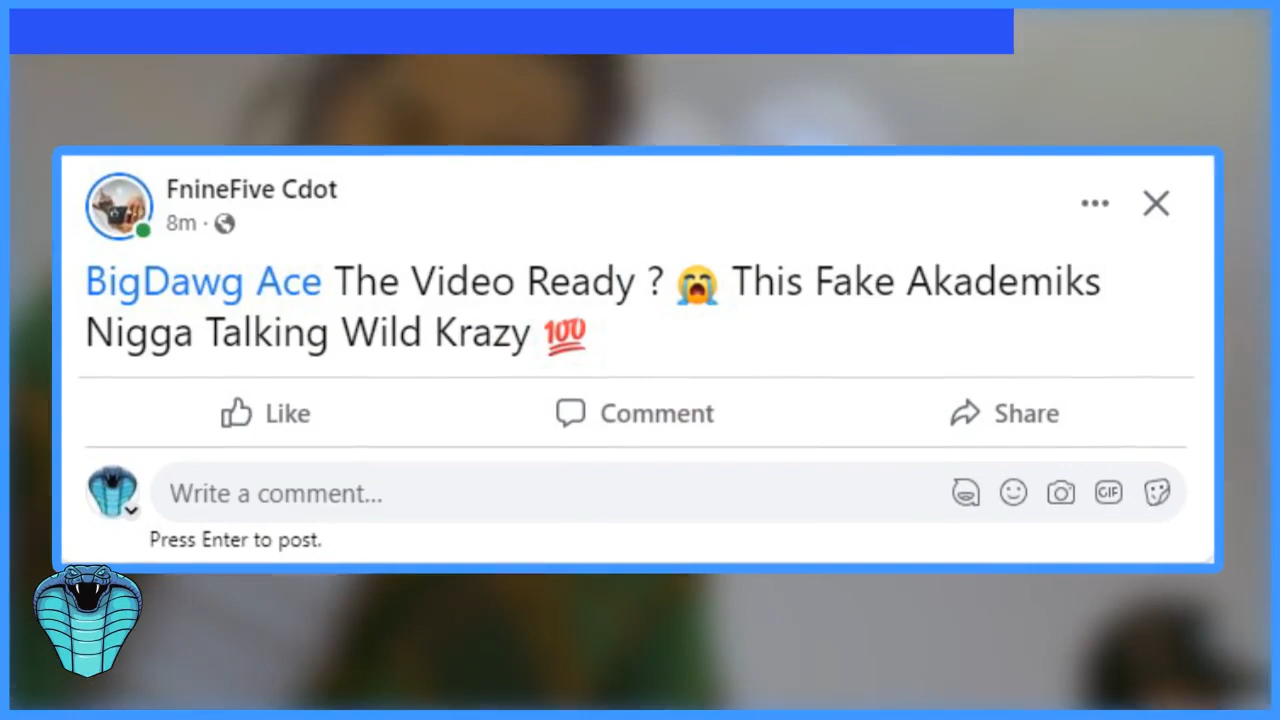 FnineFive Cdot
8m ·
BigDawg Ace The Video Ready ? 😭 This Fake Akademiks
Nigga Talking Wild Krazy 💯
Like Comment Share
Write a comment... GIF
Press Enter to post.